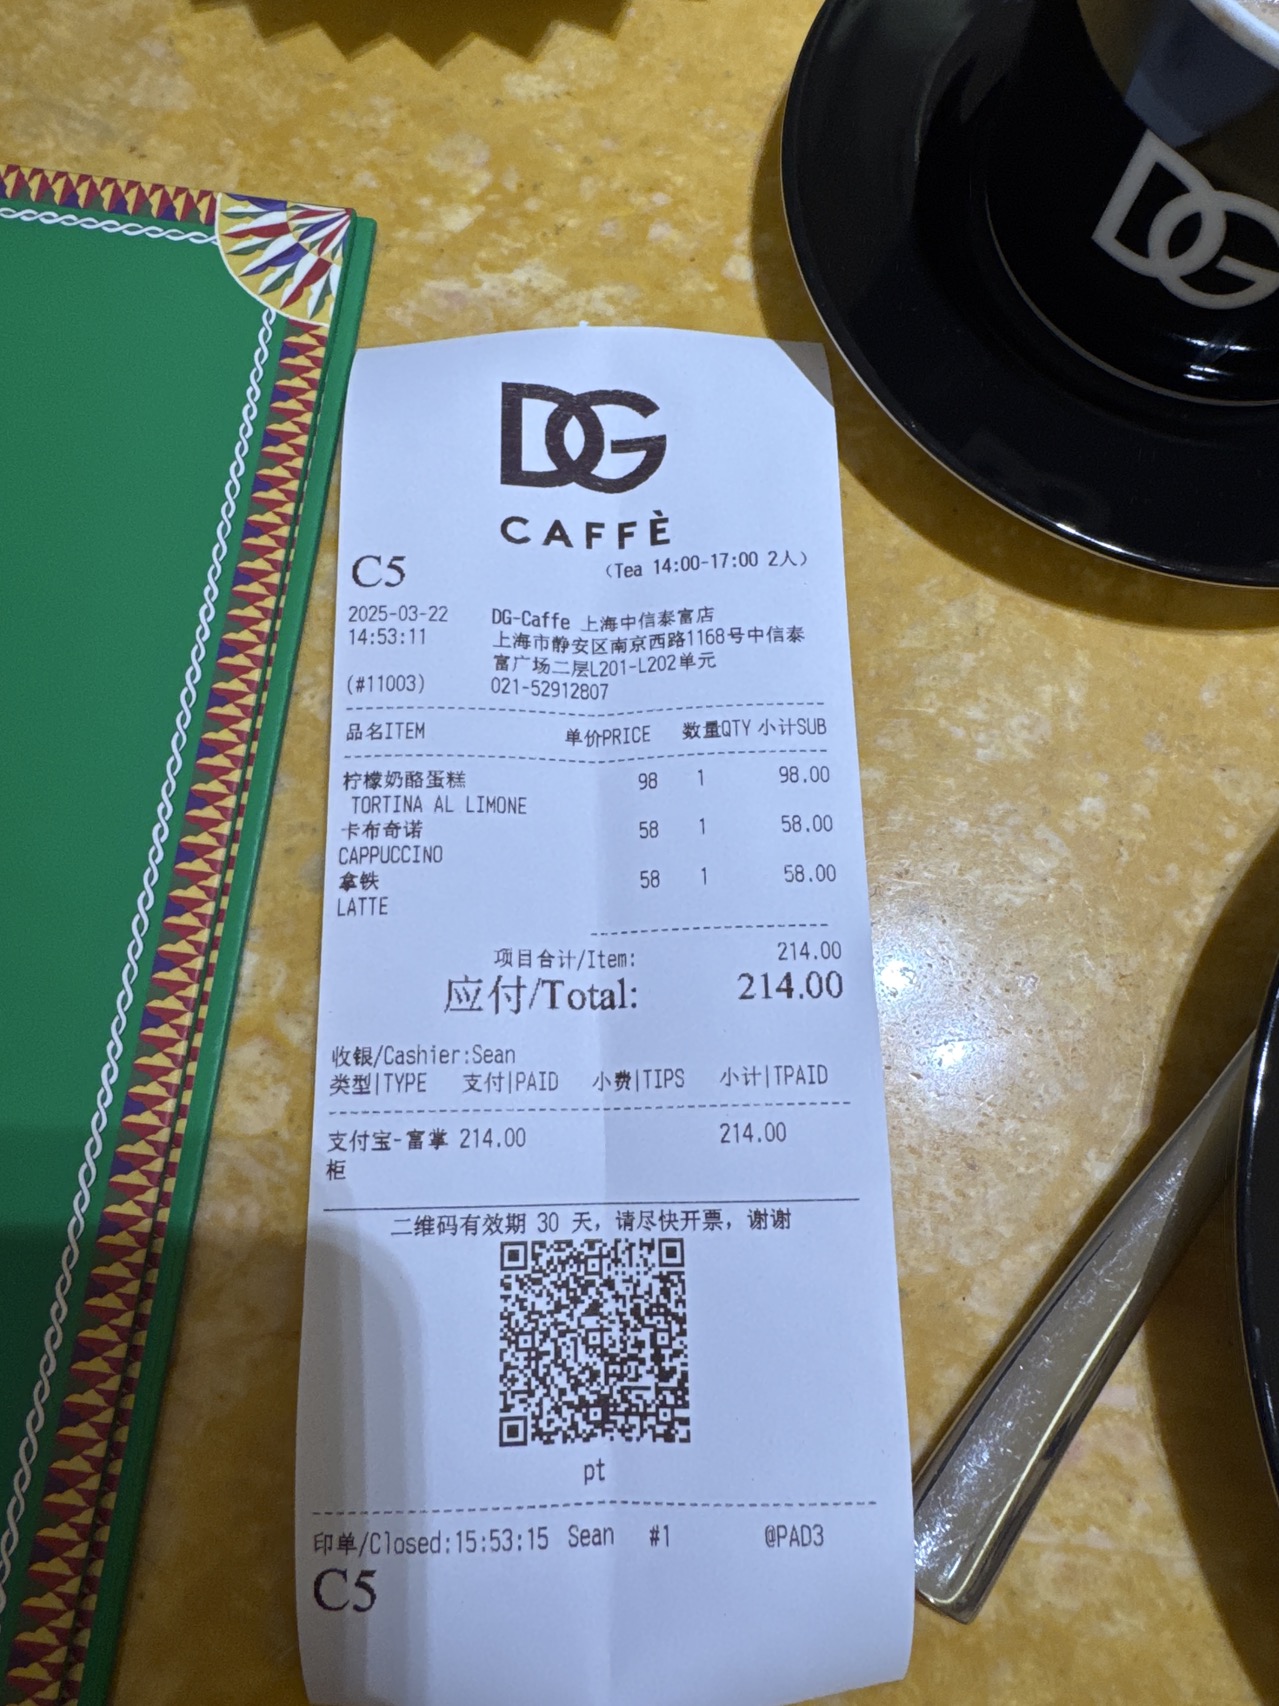 DG
DG
CAFFÈ
C5 （Tea 14:00-17:00 2人）
2025-03-22 DG-Caffe 上海中信泰富店
14:53:11 上海市静安区南京西路1168号中信泰
富广场二层L201-L202单元
(#11003) 021-52912807
品名ITEM 单价PRICE 数量QTY 小计SUB
柠檬奶酪蛋糕 98 1 98.00
TORTINA AL LIMONE
卡布奇诺 58 1 58.00
CAPPUCCINO
拿铁 58 1 58.00
LATTE
项目合计/Item: 214.00
应付/Total: 214.00
收银/Cashier:Sean
类型|TYPE 支付|PAID 小费|TIPS 小计|TPAID
支付宝-富掌 214.00 214.00
柜
二维码有效期 30 天，请尽快开票，谢谢
pt
印单/Closed:15:53:15 Sean #1 @PAD3
C5